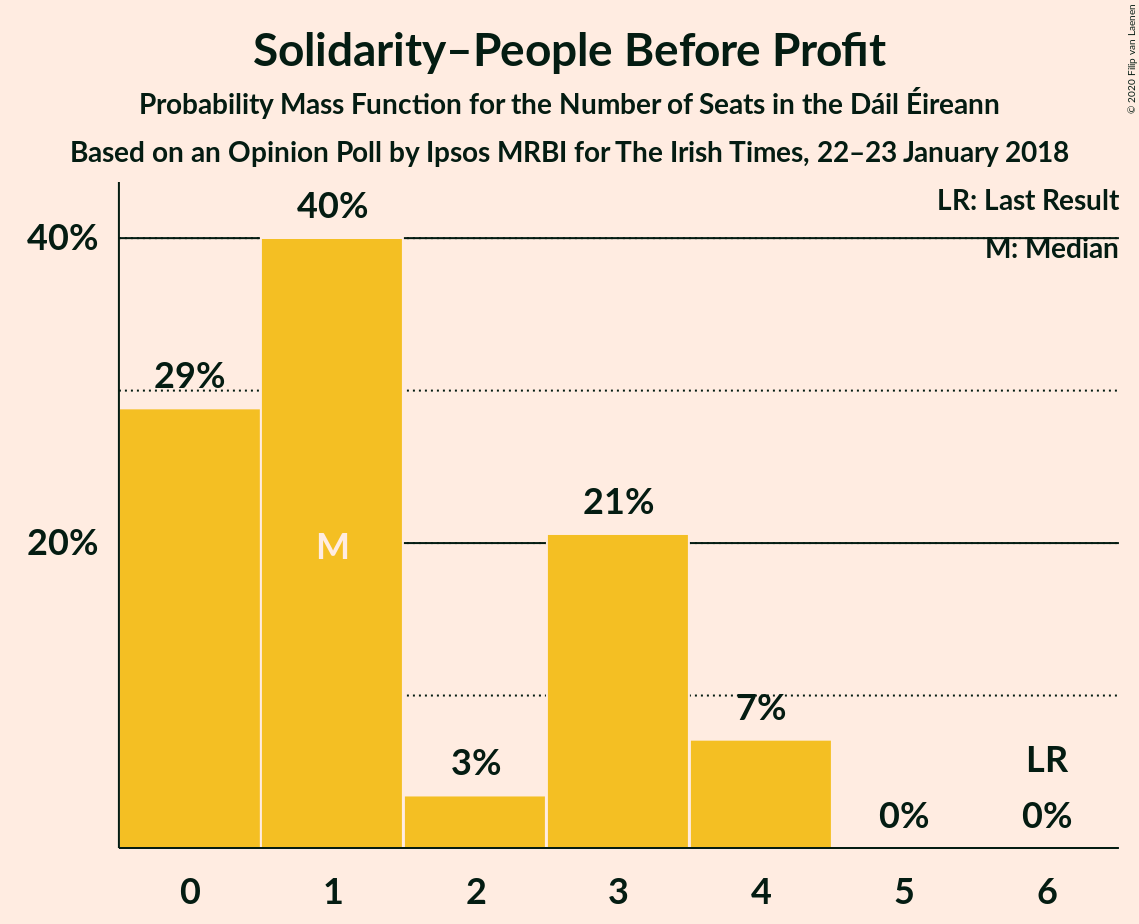 Solidarity–People Before Profit
Probability Mass Function for the Number of Seats in the Dáil Éireann
Based on an Opinion Poll by Ipsos MRBI for The Irish Times, 22–23 January 2018
© 2020 Filip van Laenen
LR: Last Result
M: Median
40%
20%
29%
40%
M
3%
21%
7%
0%
LR
0%
0 1 2 3 4 5 6